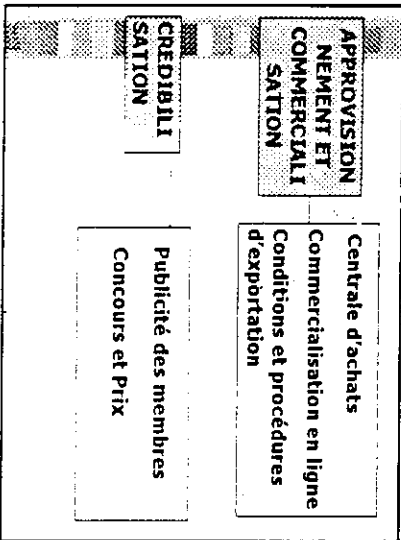 APPROVISION
NEMENT ET
COMMERCIALI
SATION
Centrale d'achats
Commercialisation en ligne
Conditions et procédures
d'exportation
CREDIBILI
SATION
Publicité des membres
Concours et Prix